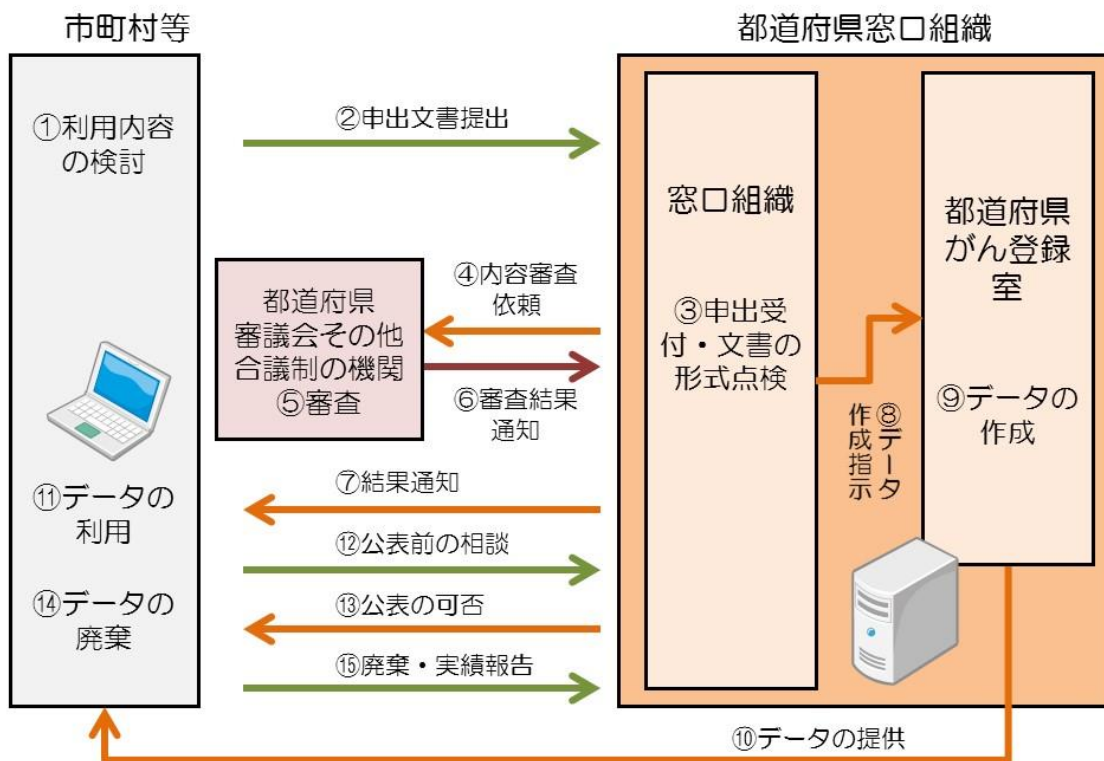 市町村等
都道府県窓口組織
①利用内容
の検討
②申出文書提出
窓口組織
③申出受
付・文書の
形式点検
都道府県
がん登録
室
④内容審査
依頼
都道府県
審議会その他
合議制の機関
⑤審査
⑥審査結果
通知
⑧データ
作成指示
⑨データの
作成
⑦結果通知
⑪データの
利用
⑫公表前の相談
⑬公表の可否
⑭データの
廃棄
⑮廃棄・実績報告
⑩データの提供